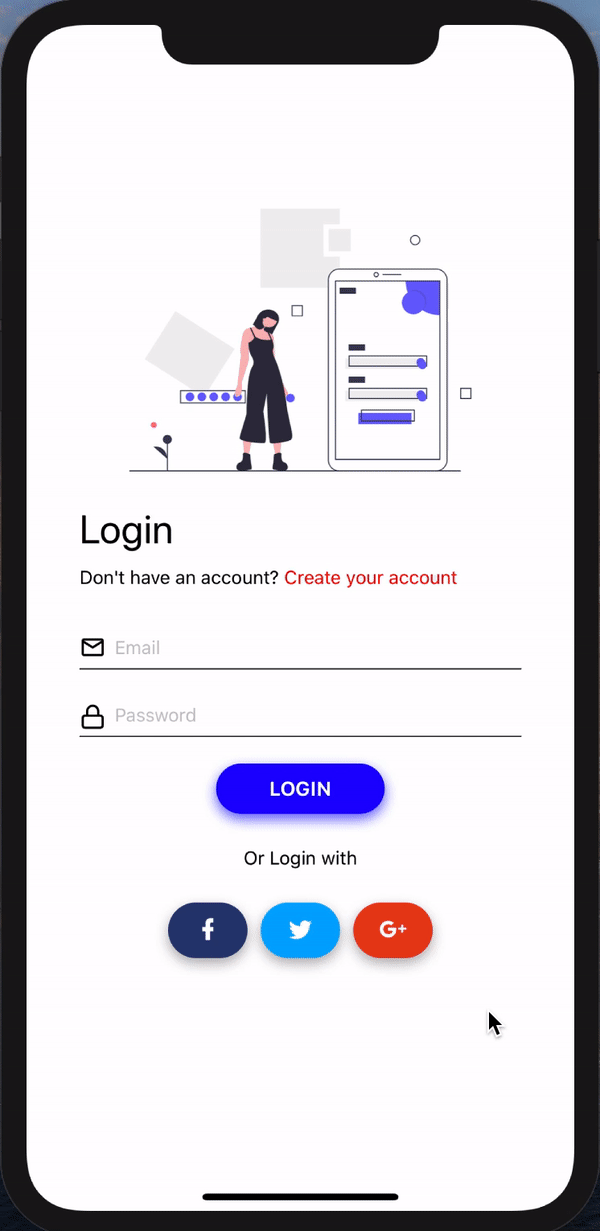 Login
Don't have an account? Create your account
Email
Password
LOGIN
Or Login with
f
G+